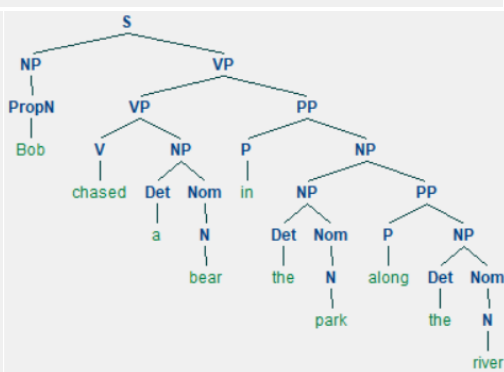 S
NP VP
PropN VP PP
Bob V NP P NP
chased Det Nom in NP PP
a N Det Nom P NP
bear the N along Det Nom
park the N
river